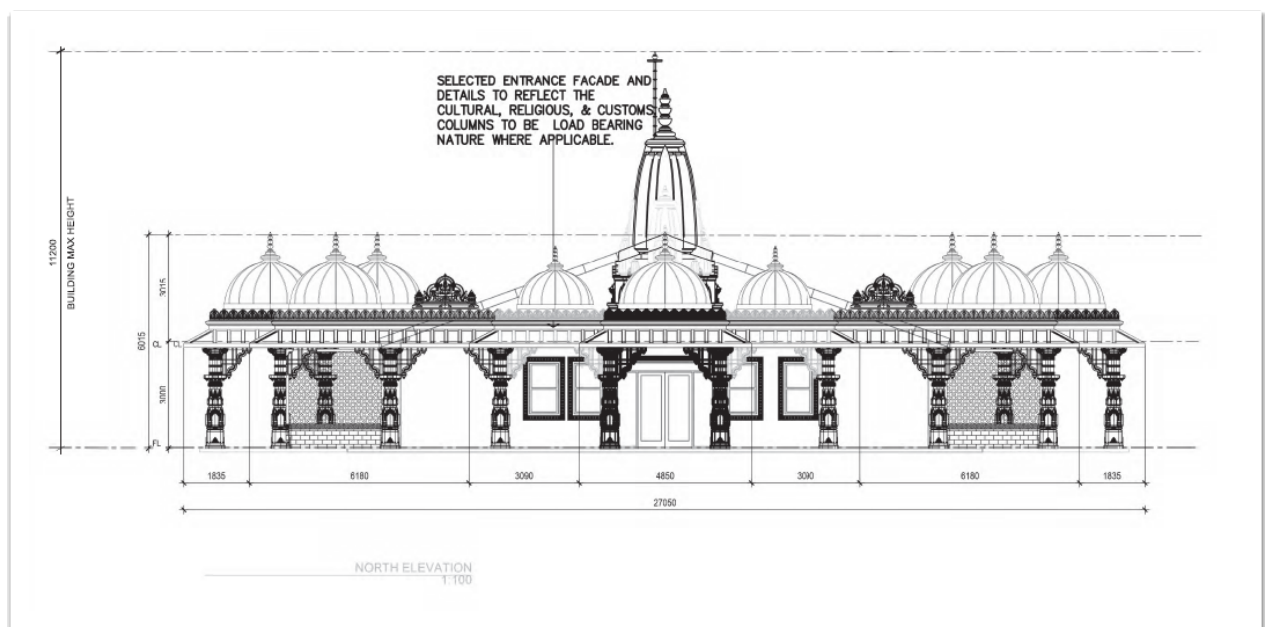 SELECTED ENTRANCE FACADE AND
DETAILS TO REFLECT THE
CULTURAL, RELIGIOUS, & CUSTOMS
COLUMNS TO BE LOAD BEARING
NATURE WHERE APPLICABLE.
11200
BUILDING MAX HEIGHT
6015
3015
3000
1835
6180
3090
4850
3090
6180
1835
27050
NORTH ELEVATION
1:100